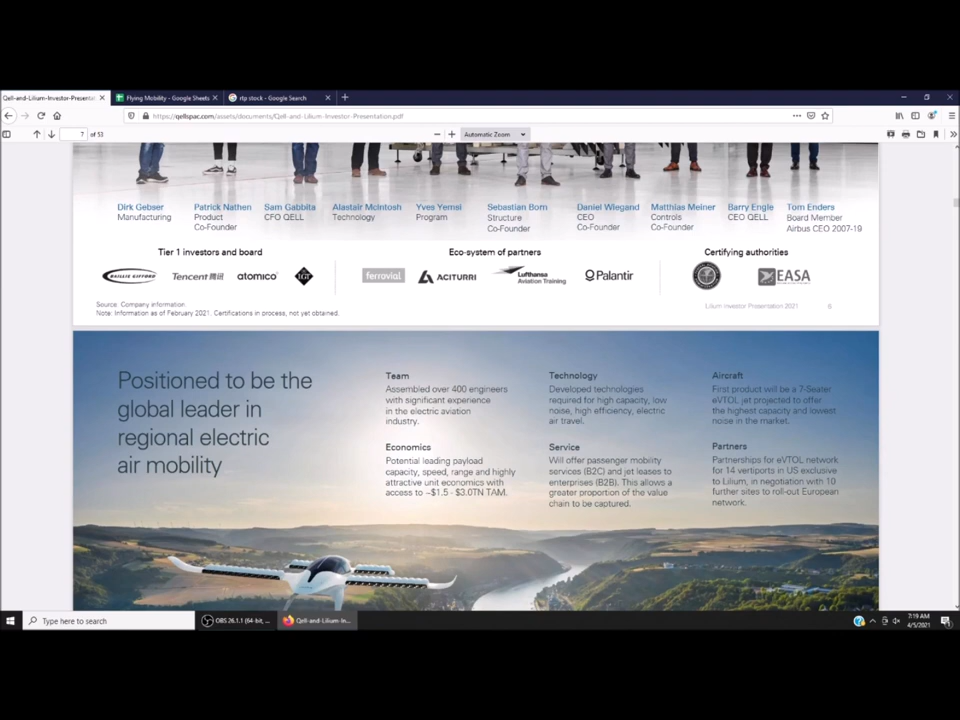 Qell-and-Lilium-Investor-Presenta
Flying Mobility - Google Sheets
rtp stock - Google Search
https://qellspac.com/assets/documents/Qell-and-Lilium-Investor-Presentation.pdf
7 of 53
Automatic Zoom
Dirk Gebser
Manufacturing
Patrick Nathen
Product
Co-Founder
Sam Gabbita
CFO QELL
Alastair McIntosh
Technology
Yves Yemsi
Program
Sebastian Born
Structure
Co-Founder
Daniel Wiegand
CEO
Co-Founder
Matthias Meiner
Controls
Co-Founder
Barry Engle
CEO QELL
Tom Enders
Board Member
Airbus CEO 2007-19
Tier 1 investors and board
Eco-system of partners
Certifying authorities
BAILLIE GIFFORD
Tencent 腾讯
atomico
LGT
ferrovial
ACITURRI
Lufthansa
Aviation Training
Palantir
EASA
Source: Company information.
Note: Information as of February 2021. Certifications in process, not yet obtained.
Lilium Investor Presentation 2021
6
Positioned to be the
global leader in
regional electric
air mobility
Team
Assembled over 400 engineers
with significant experience
in the electric aviation
industry.
Technology
Developed technologies
required for high capacity, low
noise, high efficiency, electric
air travel.
Aircraft
First product will be a 7-Seater
eVTOL jet projected to offer
the highest capacity and lowest
noise in the market.
Economics
Potential leading payload
capacity, speed, range and highly
attractive unit economics with
access to ~$1.5 - $3.0TN TAM.
Service
Will offer passenger mobility
services (B2C) and jet leases to
enterprises (B2B). This allows a
greater proportion of the value
chain to be captured.
Partners
Partnerships for eVTOL network
for 14 vertiports in US exclusive
to Lilium, in negotiation with 10
further sites to roll-out European
network.
Type here to search
OBS 26.1.1 (64-bit, ...
Qell-and-Lilium-In...
7:19 AM
4/5/2021